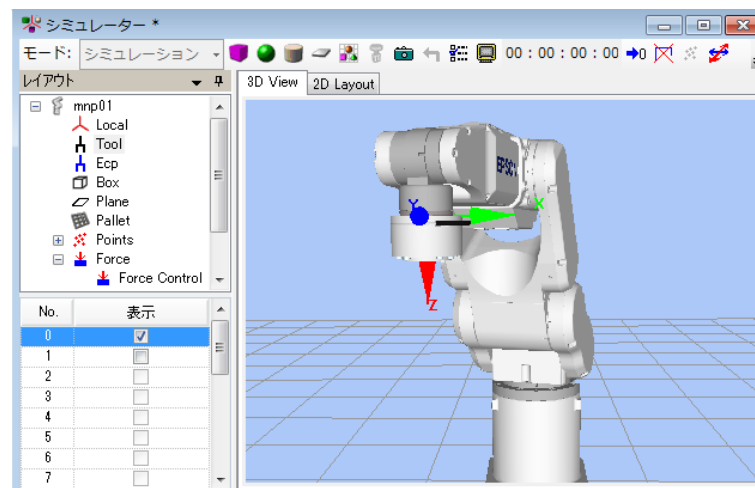 シミュレーター *
モード: シミュレーション 00 : 00 : 00 : 00
レイアウト
3D View 2D Layout
mnp01
Local
Tool
Ecp
Box
Plane
Pallet
Points
Force
Force Control
No. 表示
0
1
2
3
4
5
6
7
EPSON
X
Y
Z